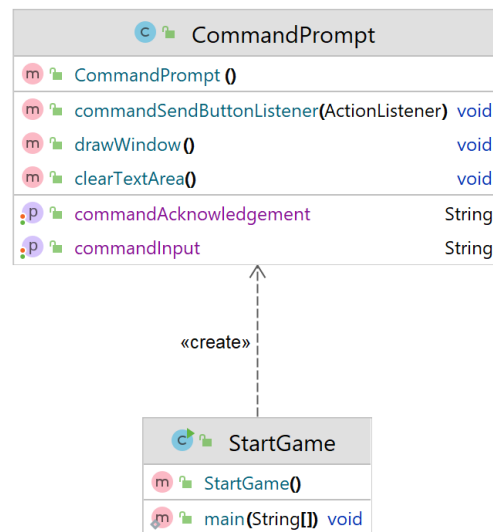 CommandPrompt
CommandPrompt ()
commandSendButtonListener(ActionListener) void
drawWindow() void
clearTextArea() void
commandAcknowledgement String
commandInput String
«create»
StartGame
StartGame()
main(String[]) void